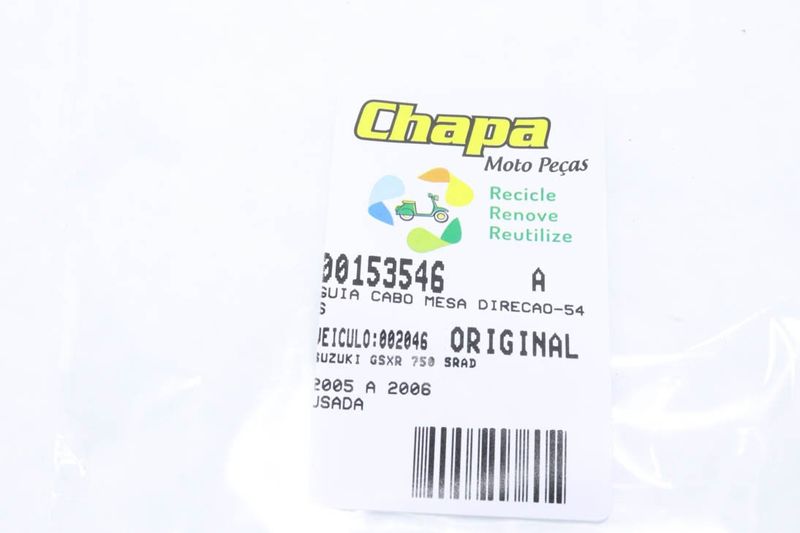 Chapa
Moto Peças
Recicle
Renove
Reutilize
00153546 A
GUIA CABO MESA DIRECAO-54
S
VEICULO:002046 ORIGINAL
SUZUKI GSXR 750 SRAD
2005 A 2006
USADA